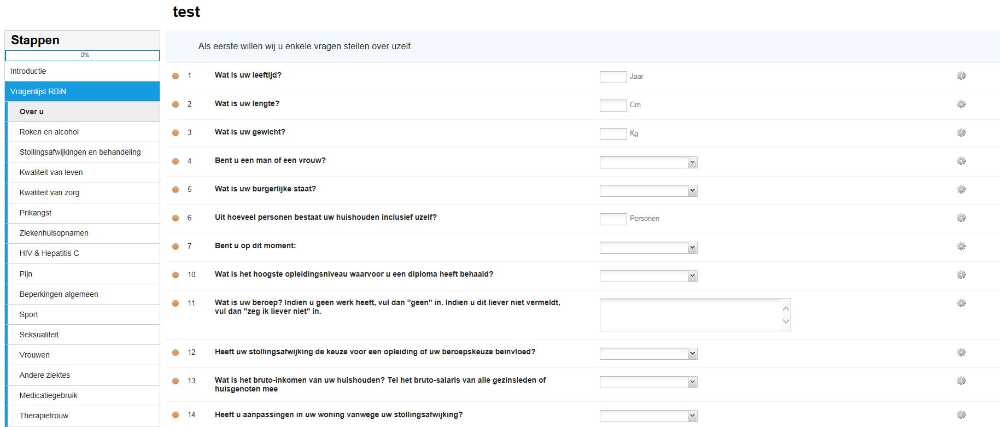 test
Stappen
0%
Introductie
Vragenlijst RBiN
Over u
Roken en alcohol
Stollingsafwijkingen en behandeling
Kwaliteit van leven
Kwaliteit van zorg
Prikangst
Ziekenhuisopnamen
HIV & Hepatitis C
Pijn
Beperkingen algemeen
Sport
Seksualiteit
Vrouwen
Andere ziektes
Medicatiegebruik
Therapietrouw
Als eerste willen wij u enkele vragen stellen over uzelf.
1 Wat is uw leeftijd? Jaar
2 Wat is uw lengte? Cm
3 Wat is uw gewicht? Kg
4 Bent u een man of een vrouw?
5 Wat is uw burgerlijke staat?
6 Uit hoeveel personen bestaat uw huishouden inclusief uzelf? Personen
7 Bent u op dit moment:
10 Wat is het hoogste opleidingsniveau waarvoor u een diploma heeft behaald?
11 Wat is uw beroep? Indien u geen werk heeft, vul dan "geen" in. Indien u dit liever niet vermeldt,
vul dan "zeg ik liever niet" in.
12 Heeft uw stollingsafwijking de keuze voor een opleiding of uw beroepskeuze beïnvloed?
13 Wat is het bruto-inkomen van uw huishouden? Tel het bruto-salaris van alle gezinsleden of
huisgenoten mee
14 Heeft u aanpassingen in uw woning vanwege uw stollingsafwijking?